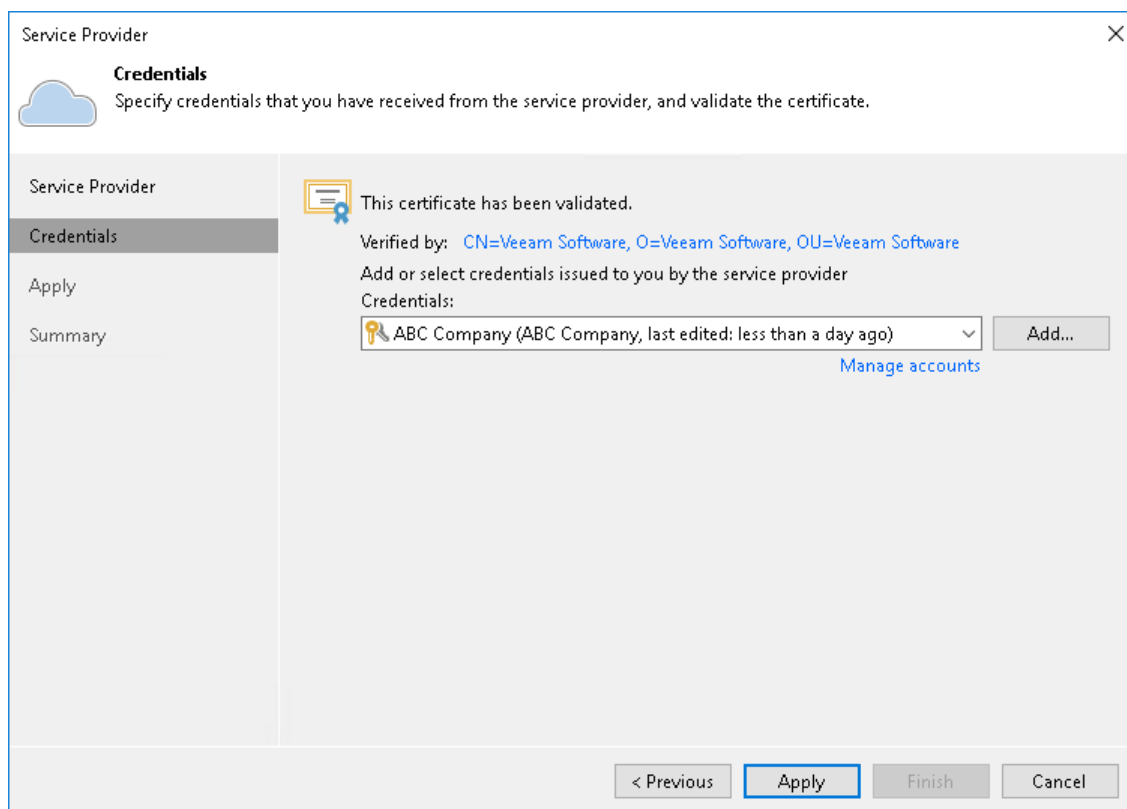 Service Provider
Credentials
Specify credentials that you have received from the service provider, and validate the certificate.
Service Provider
Credentials
Apply
Summary
This certificate has been validated.
Verified by: CN=Veeam Software, O=Veeam Software, OU=Veeam Software
Add or select credentials issued to you by the service provider
Credentials:
ABC Company (ABC Company, last edited: less than a day ago)
Add...
Manage accounts
< Previous
Apply
Finish
Cancel